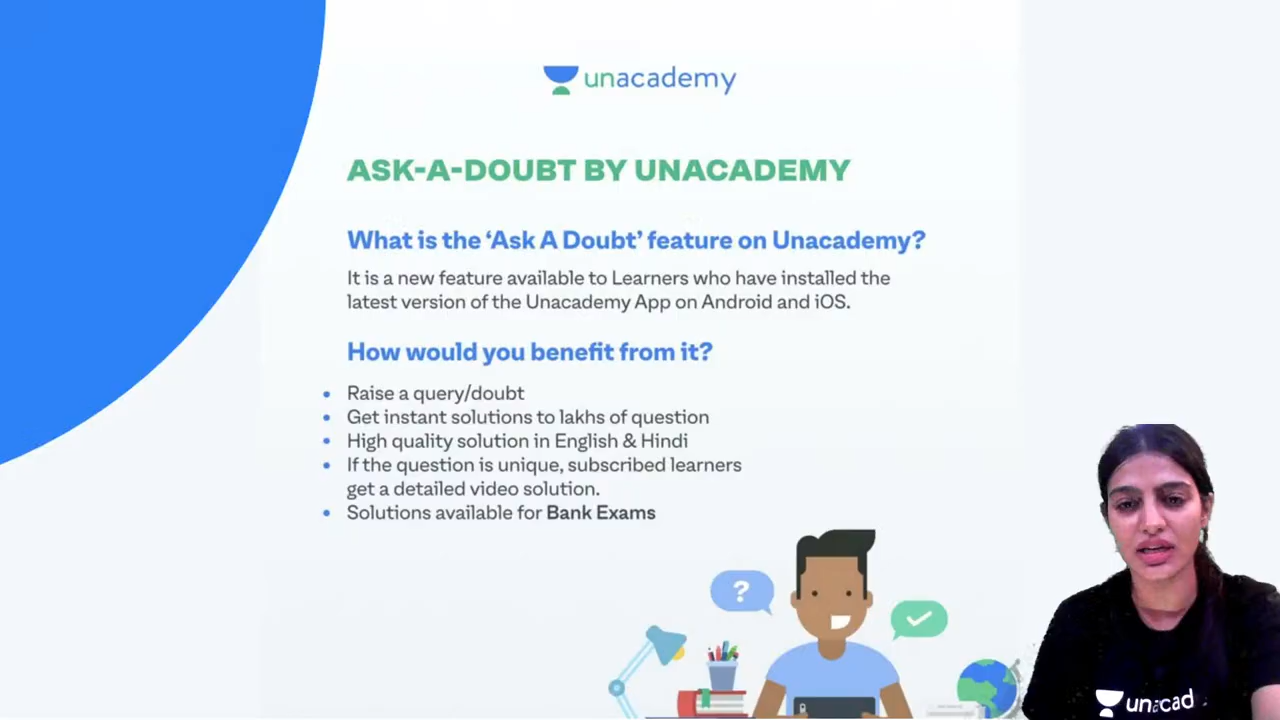 unacademy
ASK-A-DOUBT BY UNACADEMY
What is the ‘Ask A Doubt’ feature on Unacademy?
It is a new feature available to Learners who have installed the
latest version of the Unacademy App on Android and iOS.
How would you benefit from it?
• Raise a query/doubt
• Get instant solutions to lakhs of question
• High quality solution in English & Hindi
• If the question is unique, subscribed learners
get a detailed video solution.
• Solutions available for Bank Exams
?
unacad